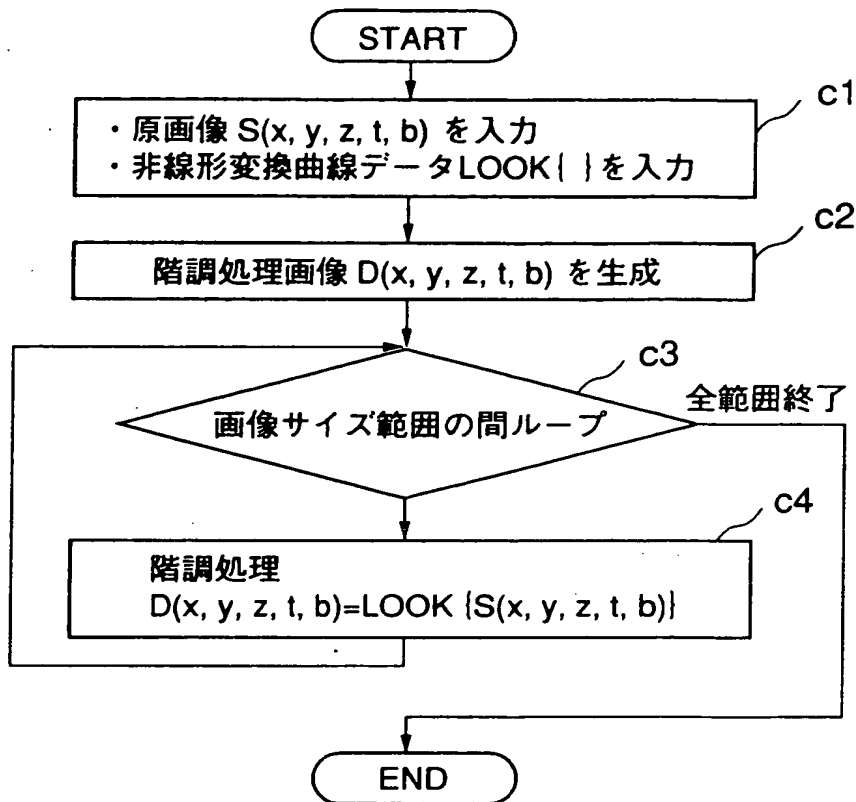 START
c1
・原画像 S(x, y, z, t, b) を入力
・非線形変換曲線データLOOK{ }を入力
c2
階調処理画像 D(x, y, z, t, b) を生成
c3
全範囲終了
画像サイズ範囲の間ループ
c4
階調処理
D(x, y, z, t, b)=LOOK {S(x, y, z, t, b)}
END